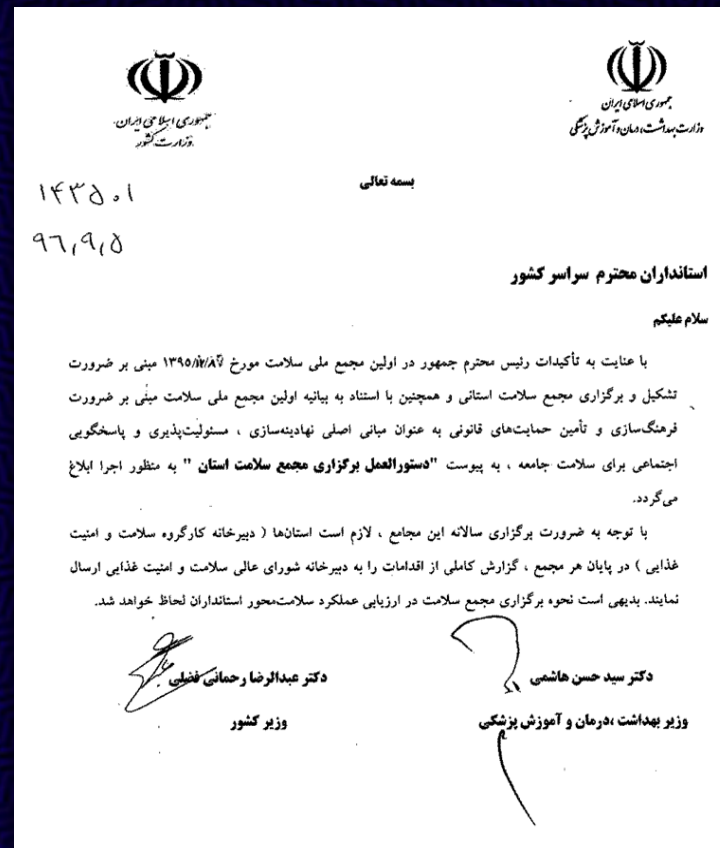 جمهوری اسلامی ایران
وزارت بهداشت، درمان و آموزش پزشکی
جمهوری اسلامی ایران
وزارت کشور
بسمه تعالی
۱۴۳۵۰۱
۹۶,۹,۵
استانداران محترم سراسر کشور
سلام علیکم
با عنایت به تأکیدات رئیس محترم جمهور در اولین مجمع ملی سلامت مورخ مبنی بر ضرورت
تشکیل و برگزاری مجمع سلامت استانی و همچنین با استناد به بیانیه اولین مجمع ملی سلامت مبنی بر ضرورت
فرهنگ‌سازی و تأمین حمایت‌های قانونی به عنوان مبانی اصلی نهادینه‌سازی ، مسئولیت‌پذیری و پاسخگویی
اجتماعی برای سلامت جامعه ، به پیوست "دستورالعمل برگزاری مجمع سلامت استان " به منظور اجرا ابلاغ
می‌گردد.
با توجه به ضرورت برگزاری سالانه این مجامع ، لازم است استان‌ها ( دبیرخانه کارگروه سلامت و امنیت
غذایی ) در پایان هر مجمع ، گزارش کاملی از اقدامات را به دبیرخانه شورای عالی سلامت و امنیت غذایی ارسال
نمایند. بدیهی است نحوه برگزاری مجمع سلامت در ارزیابی عملکرد سلامت‌محور استانداران لحاظ خواهد شد.
دکتر سید حسن هاشمی
وزیر بهداشت ،درمان و آموزش پزشکی
دکتر عبدالرضا رحمانی فضلی
وزیر کشور